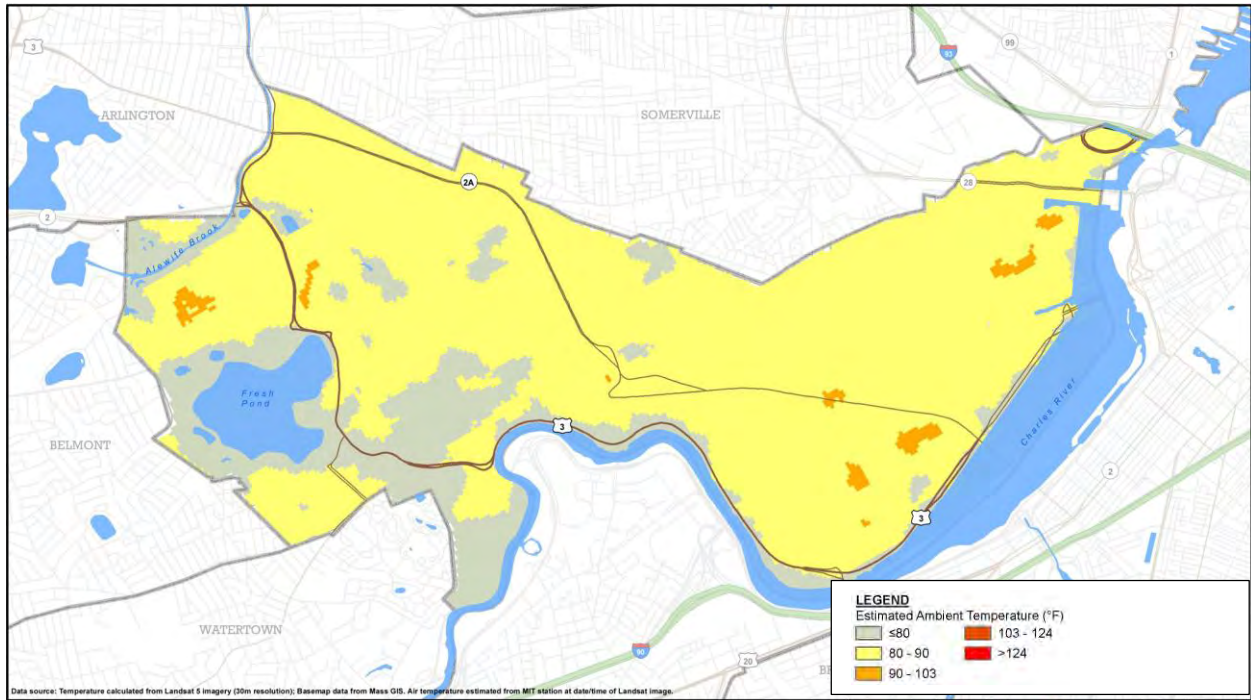 3
93
99
1
ARLINGTON
SOMERVILLE
2A
28
2
Alewife Brook
Fresh
Pond
3
Charles River
BELMONT
2
3
WATERTOWN
90
20
LEGEND
Estimated Ambient Temperature (°F)
≤80
103 - 124
80 - 90
>124
90 - 103
Data source: Temperature calculated from Landsat 5 imagery (30m resolution); Basemap data from Mass GIS. Air temperature estimated from MIT station at date/time of Landsat image.